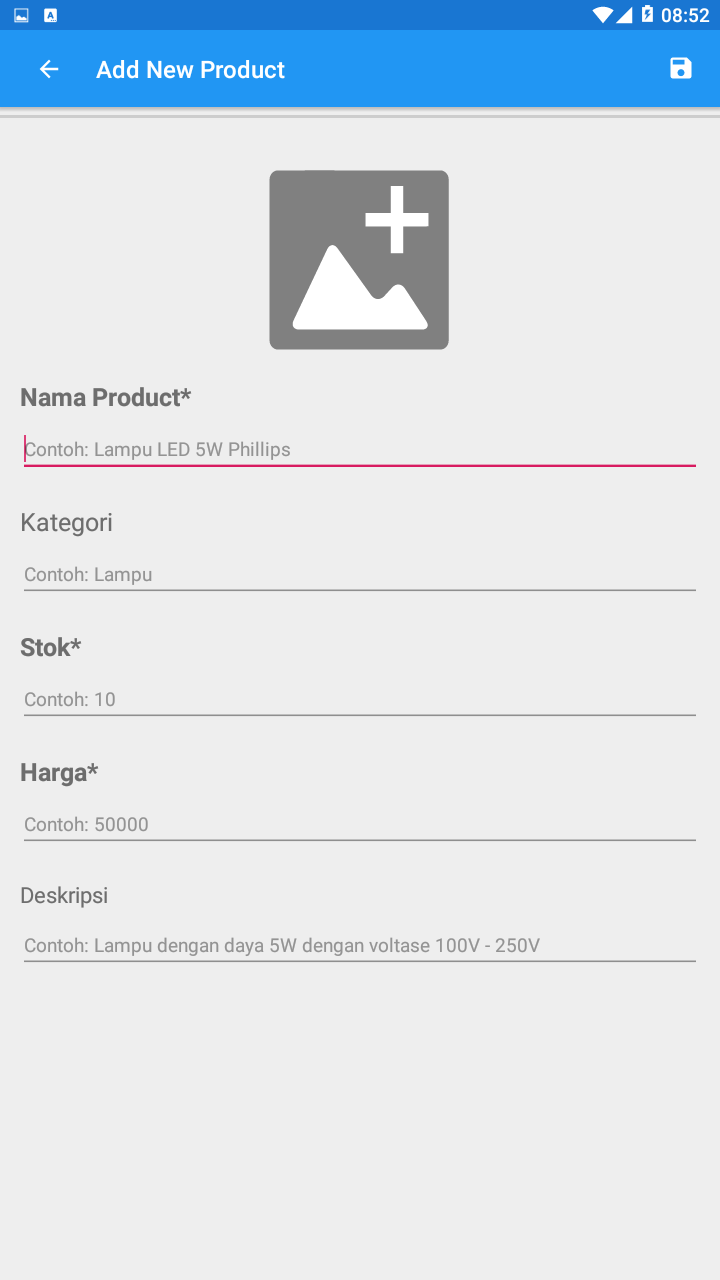 08:52
Add New Product
Nama Product*
Contoh: Lampu LED 5W Phillips
Kategori
Contoh: Lampu
Stok*
Contoh: 10
Harga*
Contoh: 50000
Deskripsi
Contoh: Lampu dengan daya 5W dengan voltase 100V - 250V